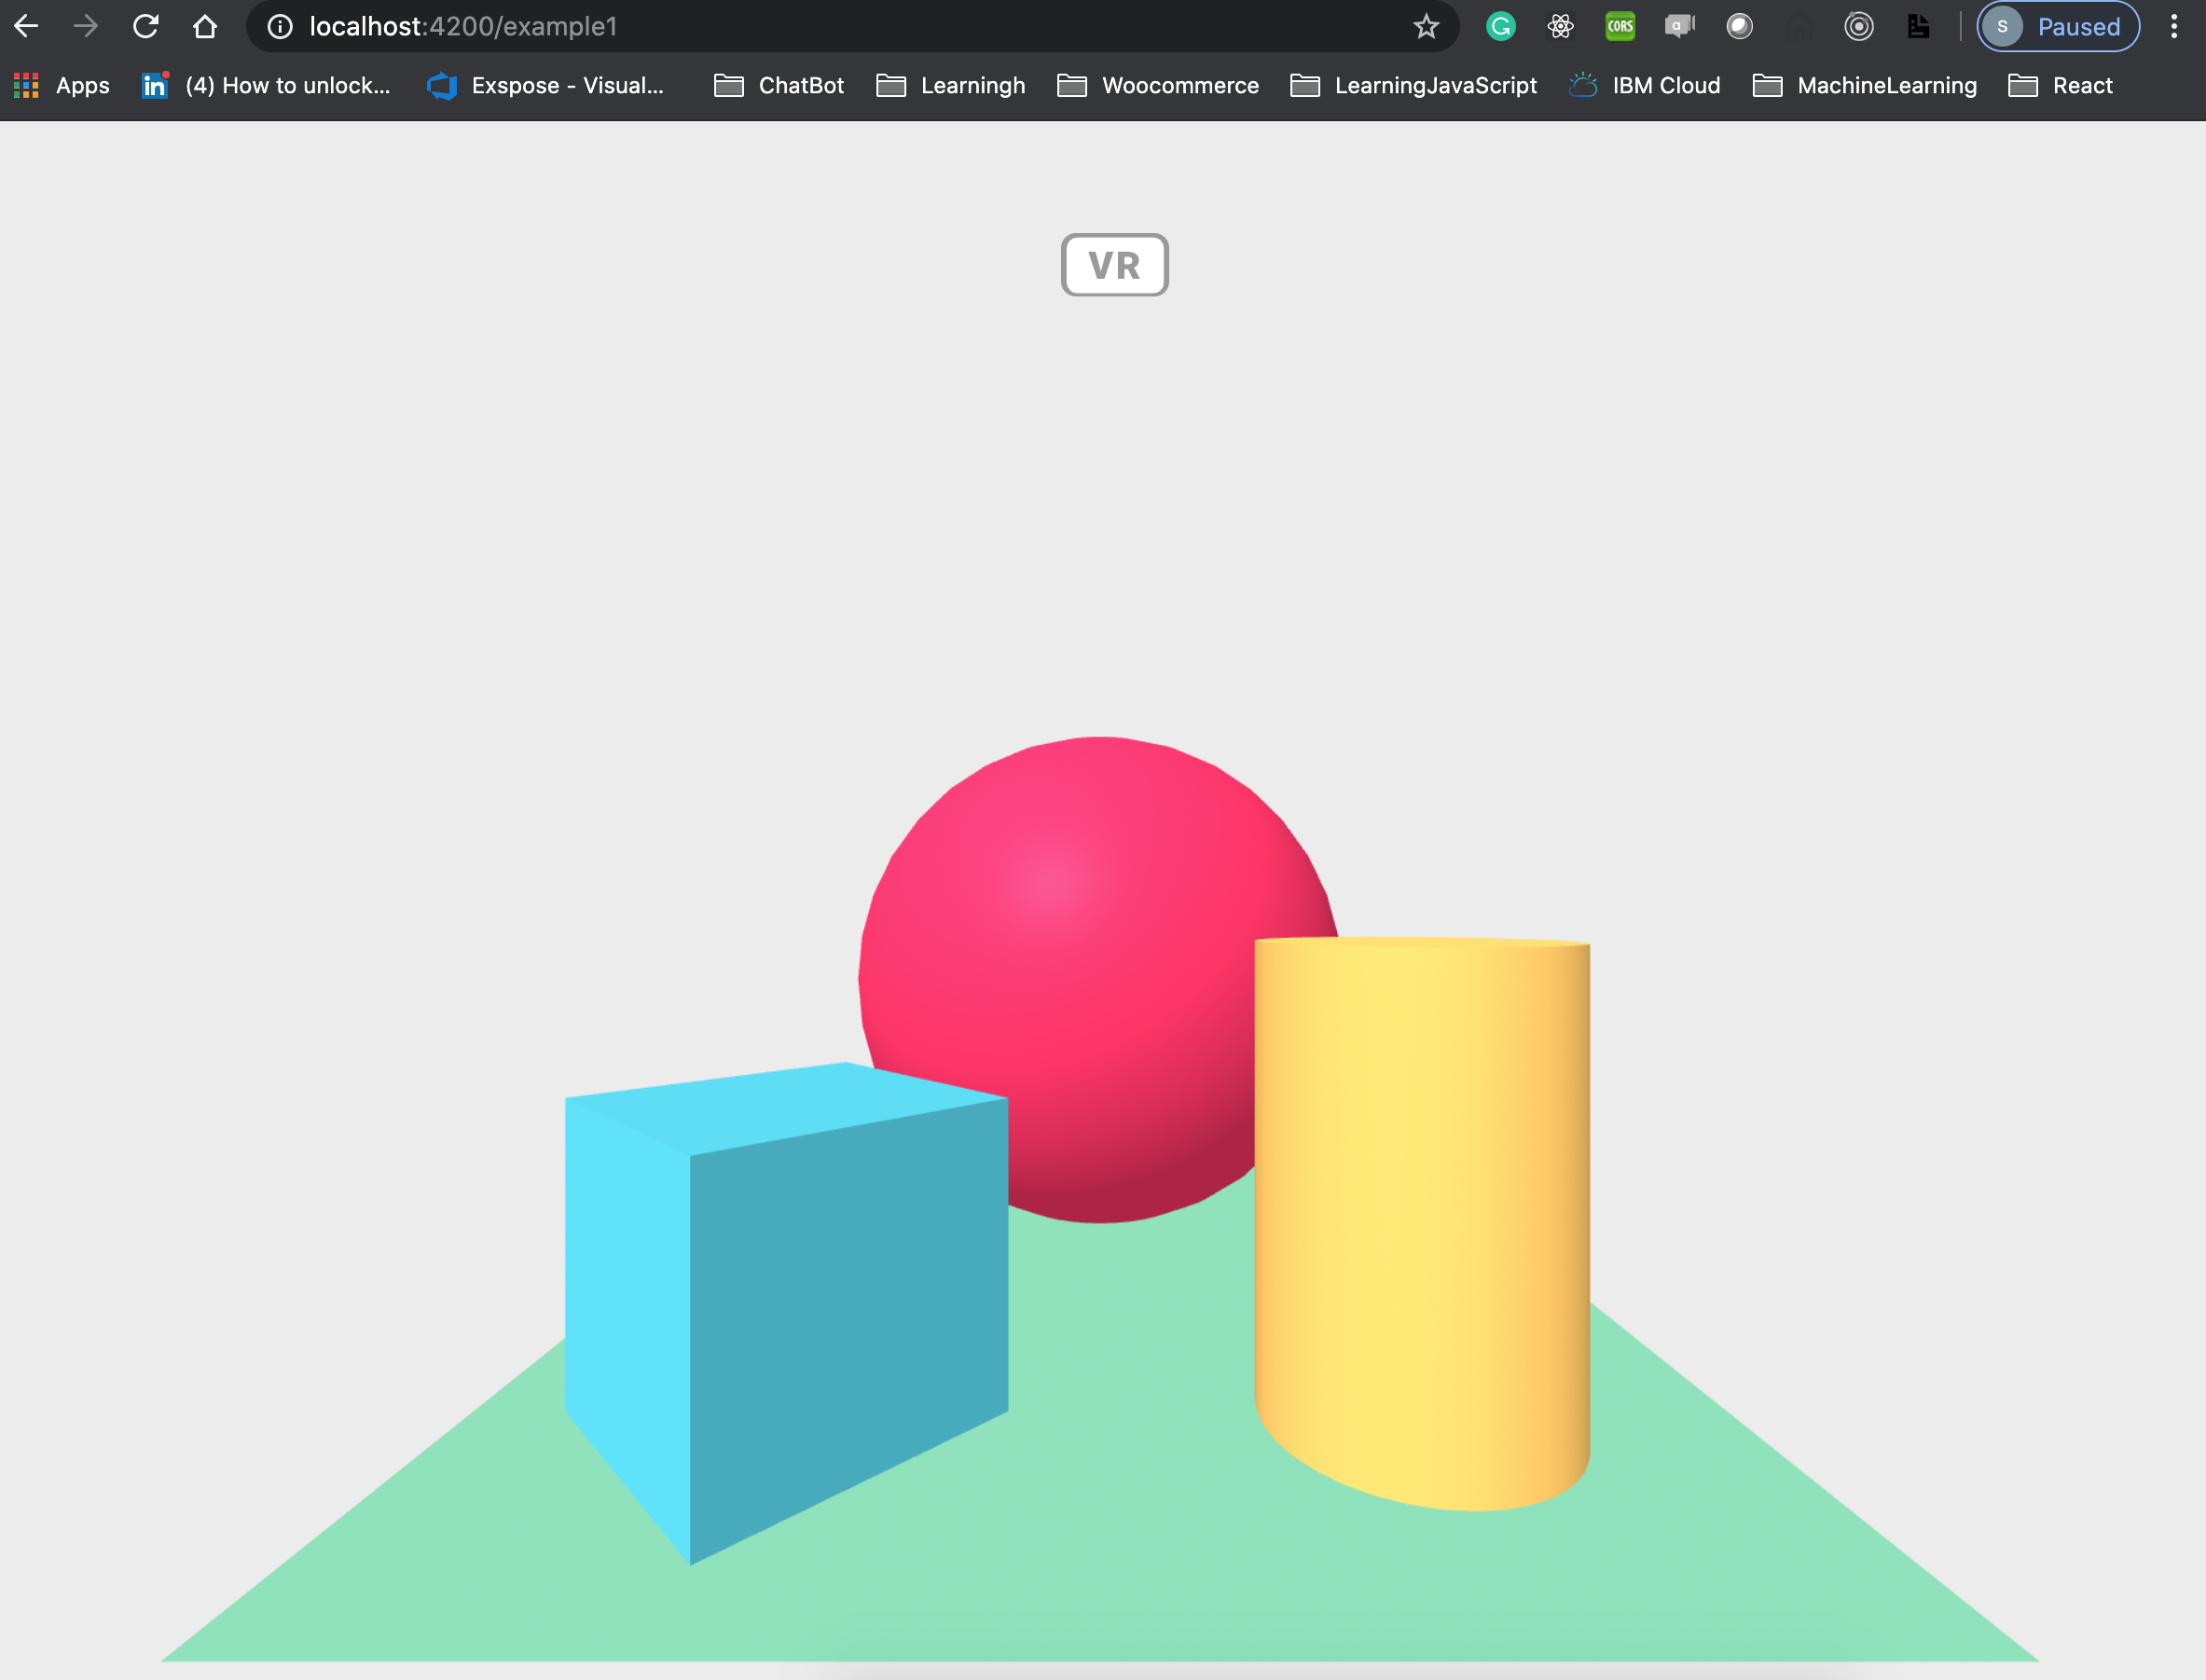 localhost:4200/example1
G
CORS
a
S
Paused
Apps
in
(4) How to unlock...
Exspose - Visual...
ChatBot
Learningh
Woocommerce
LearningJavaScript
IBM Cloud
MachineLearning
React
VR